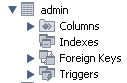 admin
Columns
Indexes
Foreign Keys
Triggers